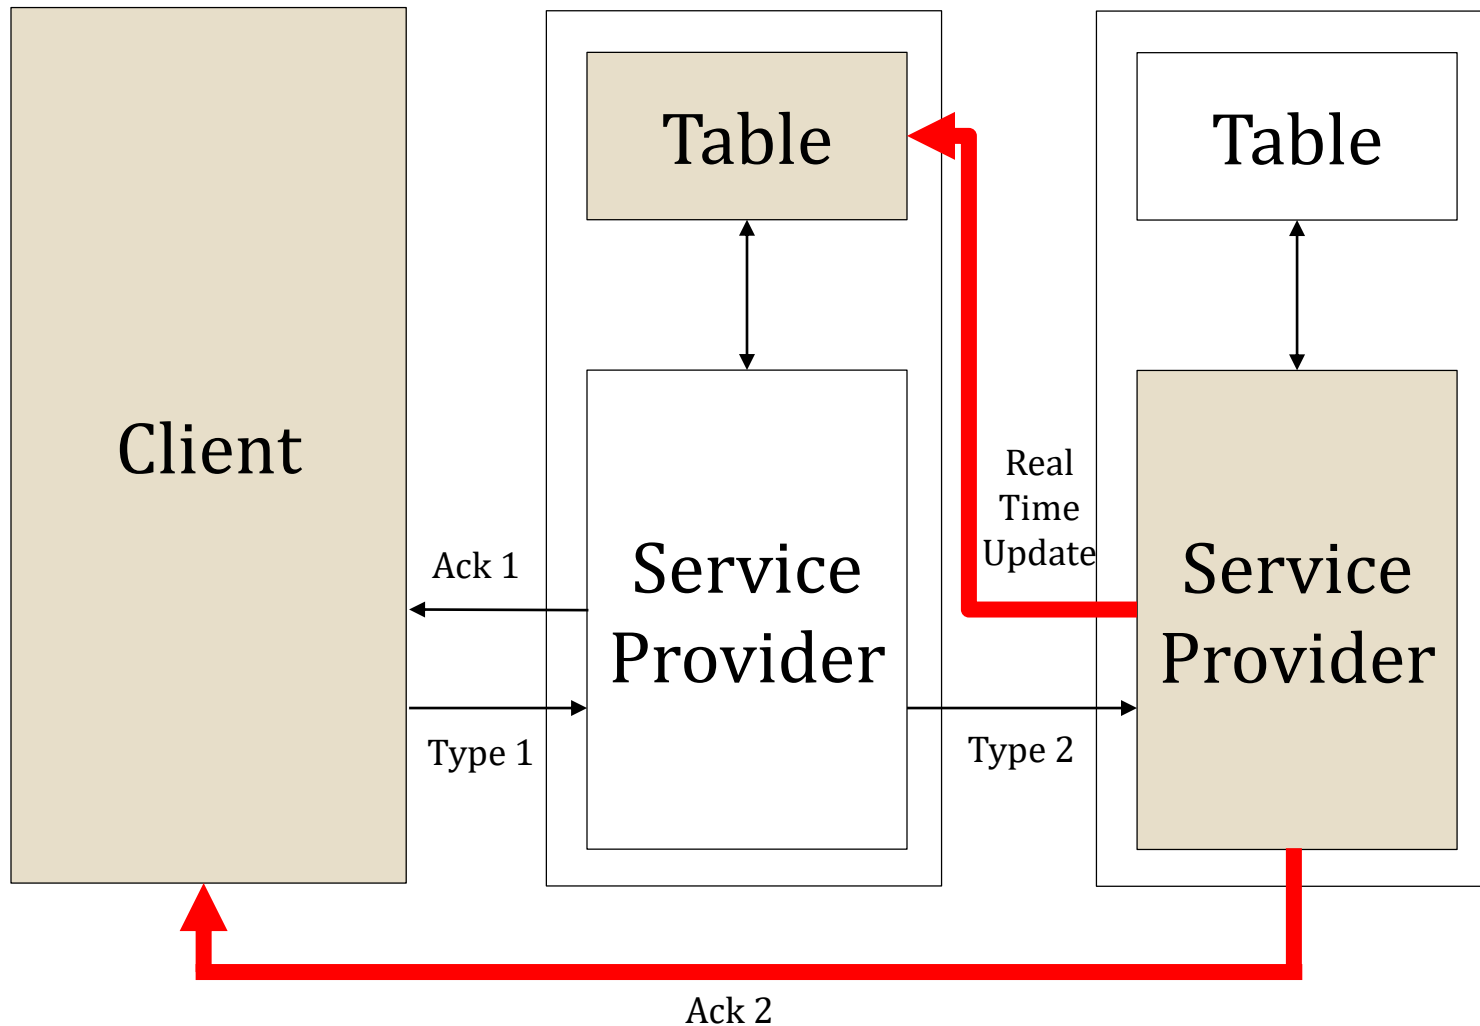 Table
Table
Client
Real
Time
Update
Ack 1
Service
Provider
Service
Provider
Type 1
Type 2
Ack 2